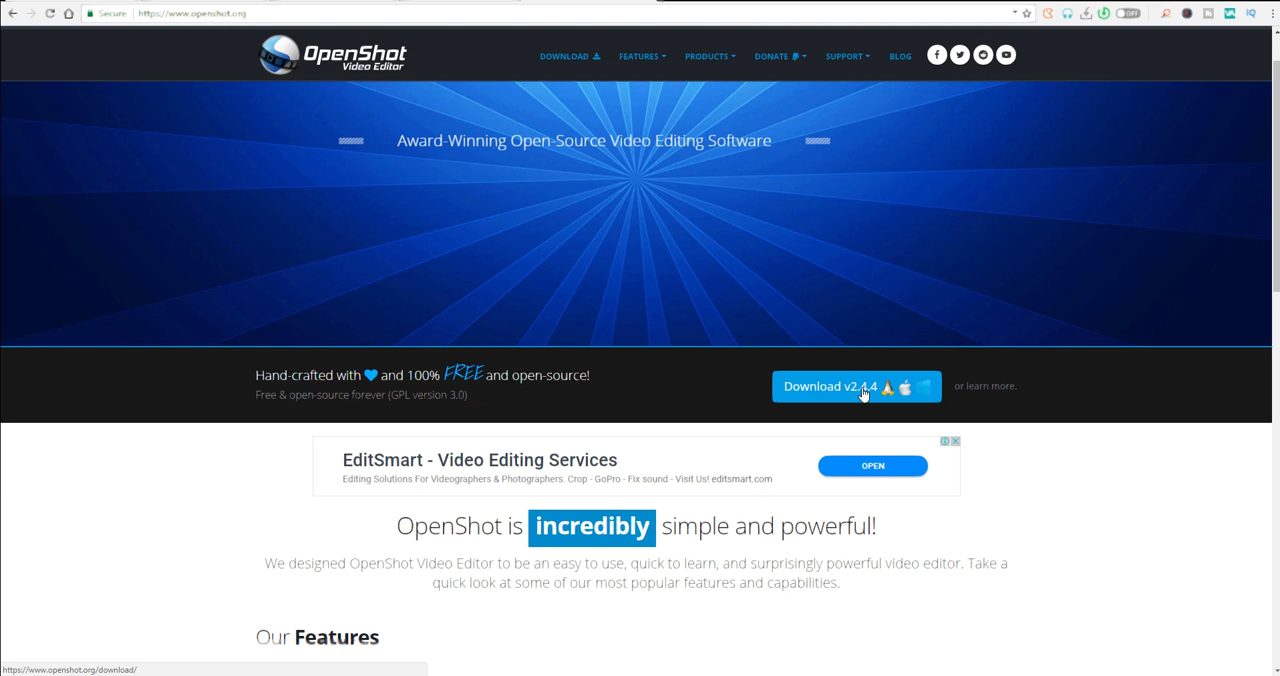 Secure https://www.openshot.org
OFF
IQ
OpenShot
Video Editor
DOWNLOAD
FEATURES
PRODUCTS
DONATE
SUPPORT
BLOG
Award-Winning Open-Source Video Editing Software
Hand-crafted with and 100% FREE and open-source!
Free & open-source forever (GPL version 3.0)
Download v2.4.4
or learn more.
EditSmart - Video Editing Services
Editing Solutions For Videographers & Photographers. Crop - GoPro - Fix sound - Visit Us! editsmart.com
OPEN
OpenShot is incredibly simple and powerful!
We designed OpenShot Video Editor to be an easy to use, quick to learn, and surprisingly powerful video editor. Take a
quick look at some of our most popular features and capabilities.
Our Features
https://www.openshot.org/download/